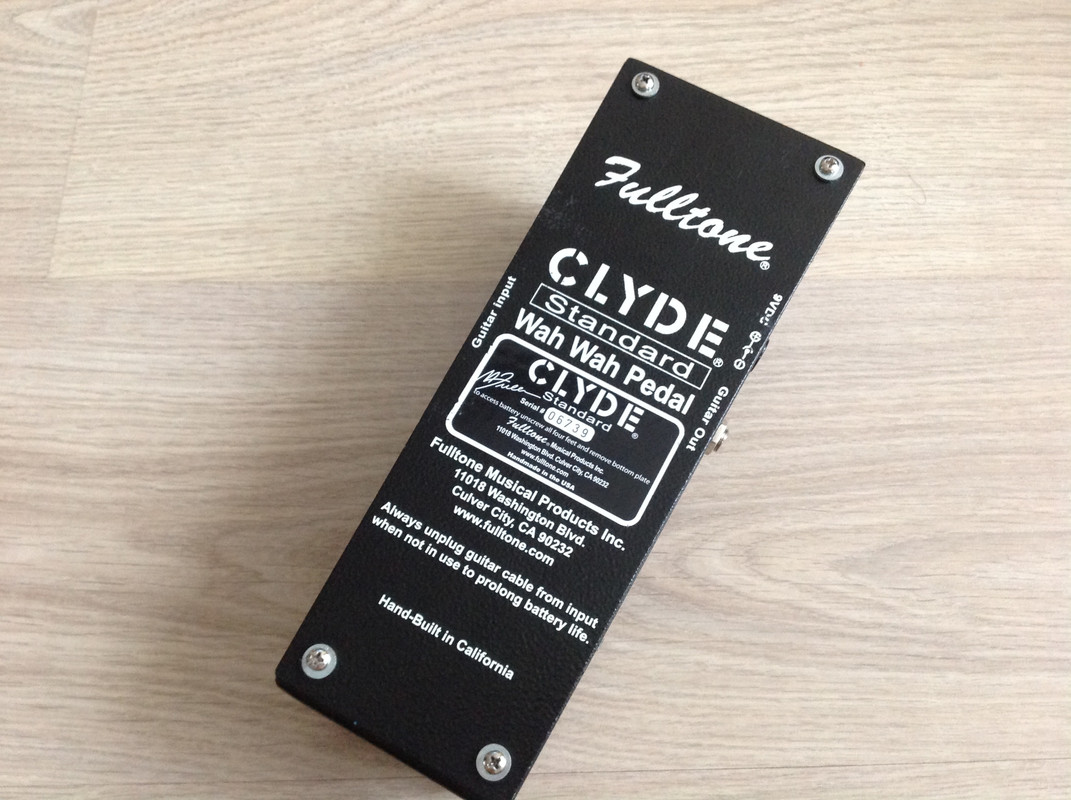 Fulltone®
CLYDE®
Standard
Wah Wah Pedal
Guitar input
9VDC
Guitar Out
CLYDE®
Standard
Serial # 06739
To access battery unscrew all four feet and remove bottom plate
Fulltone® Musical Products Inc.
11018 Washington Blvd. Culver City, CA 90232
www.fulltone.com
Handmade in the USA
Fulltone Musical Products Inc.
11018 Washington Blvd.
Culver City, CA 90232
www.fulltone.com
Always unplug guitar cable from input
when not in use to prolong battery life.
Hand-Built in California